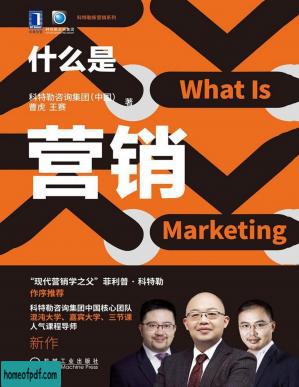 科特勒新营销系列
什么是
What Is
科特勒咨询集团（中国）
曹虎 王赛 著
营销
Marketing
“现代营销学之父”菲利普·科特勒
作序推荐
科特勒咨询集团中国核心团队
混沌大学、嘉宾大学、三节课
人气课程导师
新作
机械工业出版社
China Machine Press
homeofpdf.com